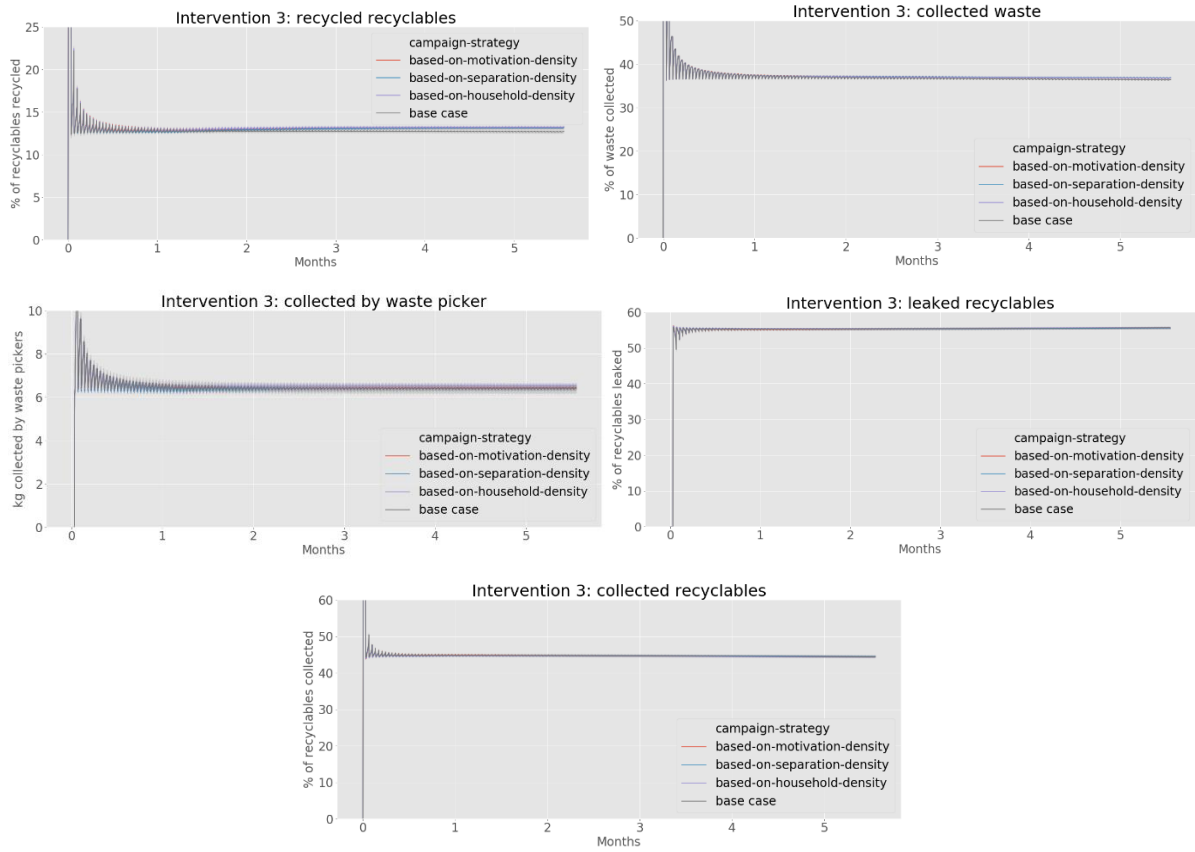 Intervention 3: recycled recyclables
% of recyclables recycled
25
20
15
10
5
0
campaign-strategy
based-on-motivation-density
based-on-separation-density
based-on-household-density
base case
0 1 2 3 4 5
Months
Intervention 3: collected waste
% of waste collected
50
40
30
20
10
0
campaign-strategy
based-on-motivation-density
based-on-separation-density
based-on-household-density
base case
0 1 2 3 4 5
Months
Intervention 3: collected by waste picker
kg collected by waste pickers
10
8
6
4
2
0
campaign-strategy
based-on-motivation-density
based-on-separation-density
based-on-household-density
base case
0 1 2 3 4 5
Months
Intervention 3: leaked recyclables
% of recyclables leaked
60
50
40
30
20
10
0
campaign-strategy
based-on-motivation-density
based-on-separation-density
based-on-household-density
base case
0 1 2 3 4 5
Months
Intervention 3: collected recyclables
% of recyclables collected
60
50
40
30
20
10
0
campaign-strategy
based-on-motivation-density
based-on-separation-density
based-on-household-density
base case
0 1 2 3 4 5
Months